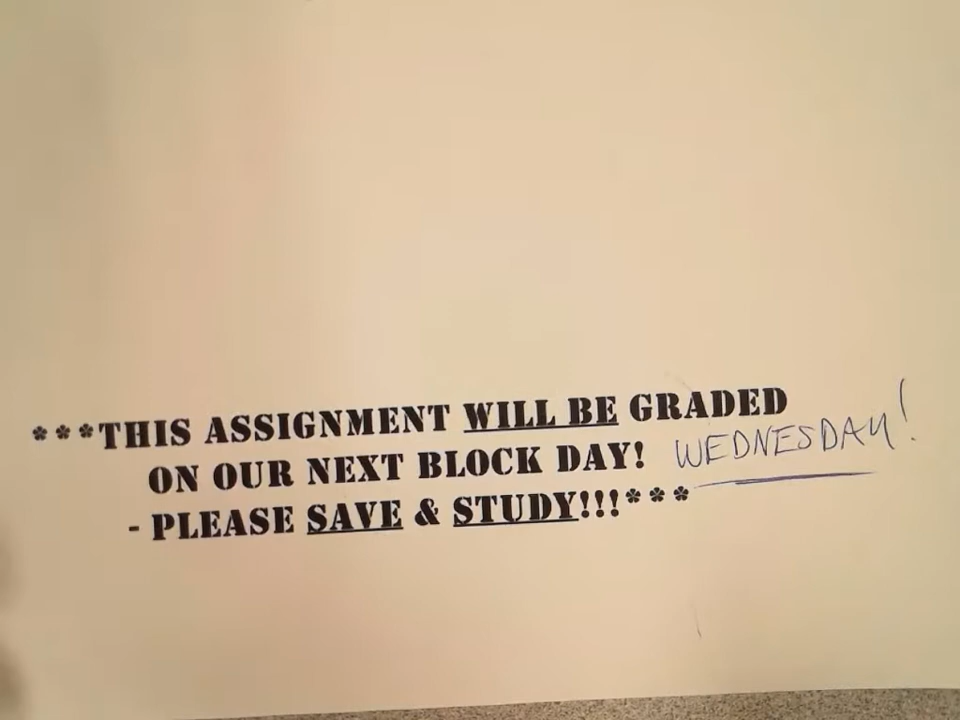 ***THIS ASSIGNMENT WILL BE GRADED
ON OUR NEXT BLOCK DAY! WEDNESDAY!
- PLEASE SAVE & STUDY!!!***